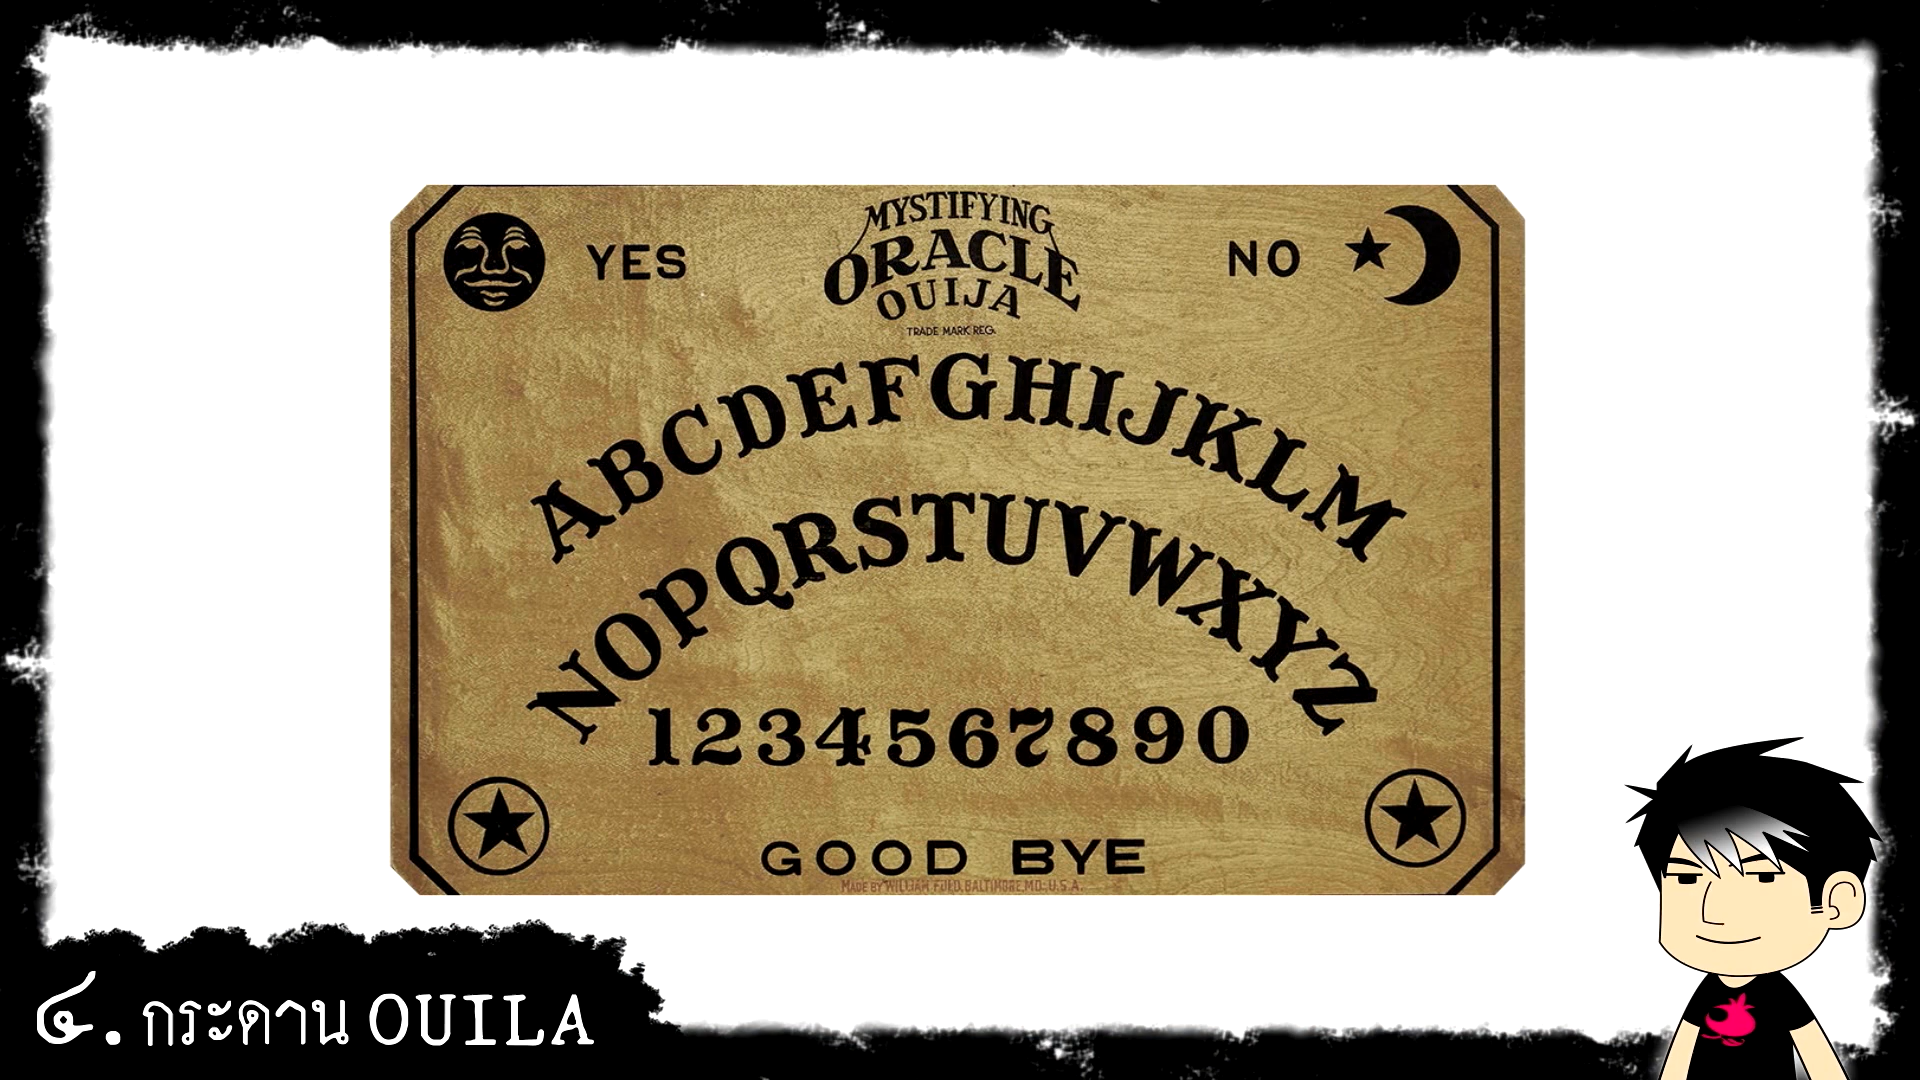 MYSTIFYING
ORACLE
OUIJA
TRADE MARK REG.
YES
NO
ABCDEFGHIJKLM
NOPQRSTUVWXYZ
1234567890
GOOD BYE
MADE BY WILLIAM FULD, BALTIMORE, MD. U.S.A.
๔. กระดาน OUILA